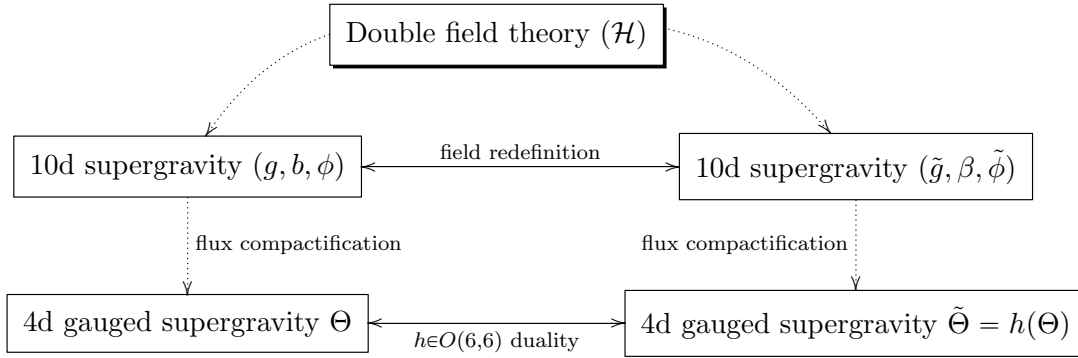 Double field theory (ℋ)
10d supergravity (g, b, ϕ)
field redefinition
10d supergravity (g̃, β, ϕ̃)
flux compactification
flux compactification
4d gauged supergravity Θ
h∈O(6,6) duality
4d gauged supergravity Θ̃ = h(Θ)